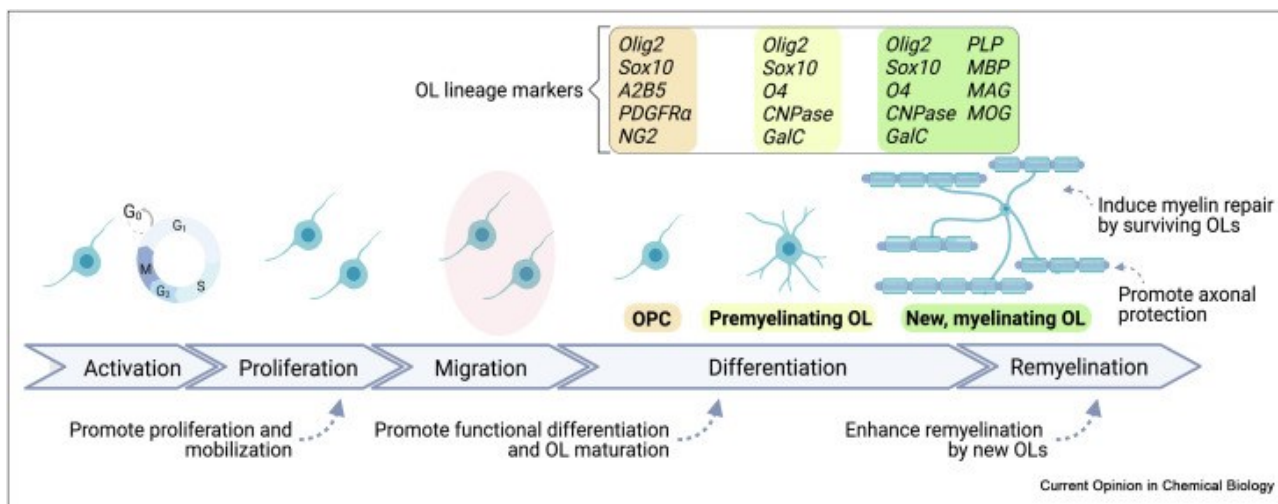 OL lineage markers
Olig2
Sox10
A2B5
PDGFRα
NG2
Olig2
Sox10
O4
CNPase
GalC
Olig2
Sox10
O4
CNPase
GalC
PLP
MBP
MAG
MOG
G₀
G₁
S
G₂
M
Induce myelin repair
by surviving OLs
Promote axonal
protection
OPC
Premyelinating OL
New, myelinating OL
Activation
Proliferation
Migration
Differentiation
Remyelination
Promote proliferation and
mobilization
Promote functional differentiation
and OL maturation
Enhance remyelination
by new OLs
Current Opinion in Chemical Biology